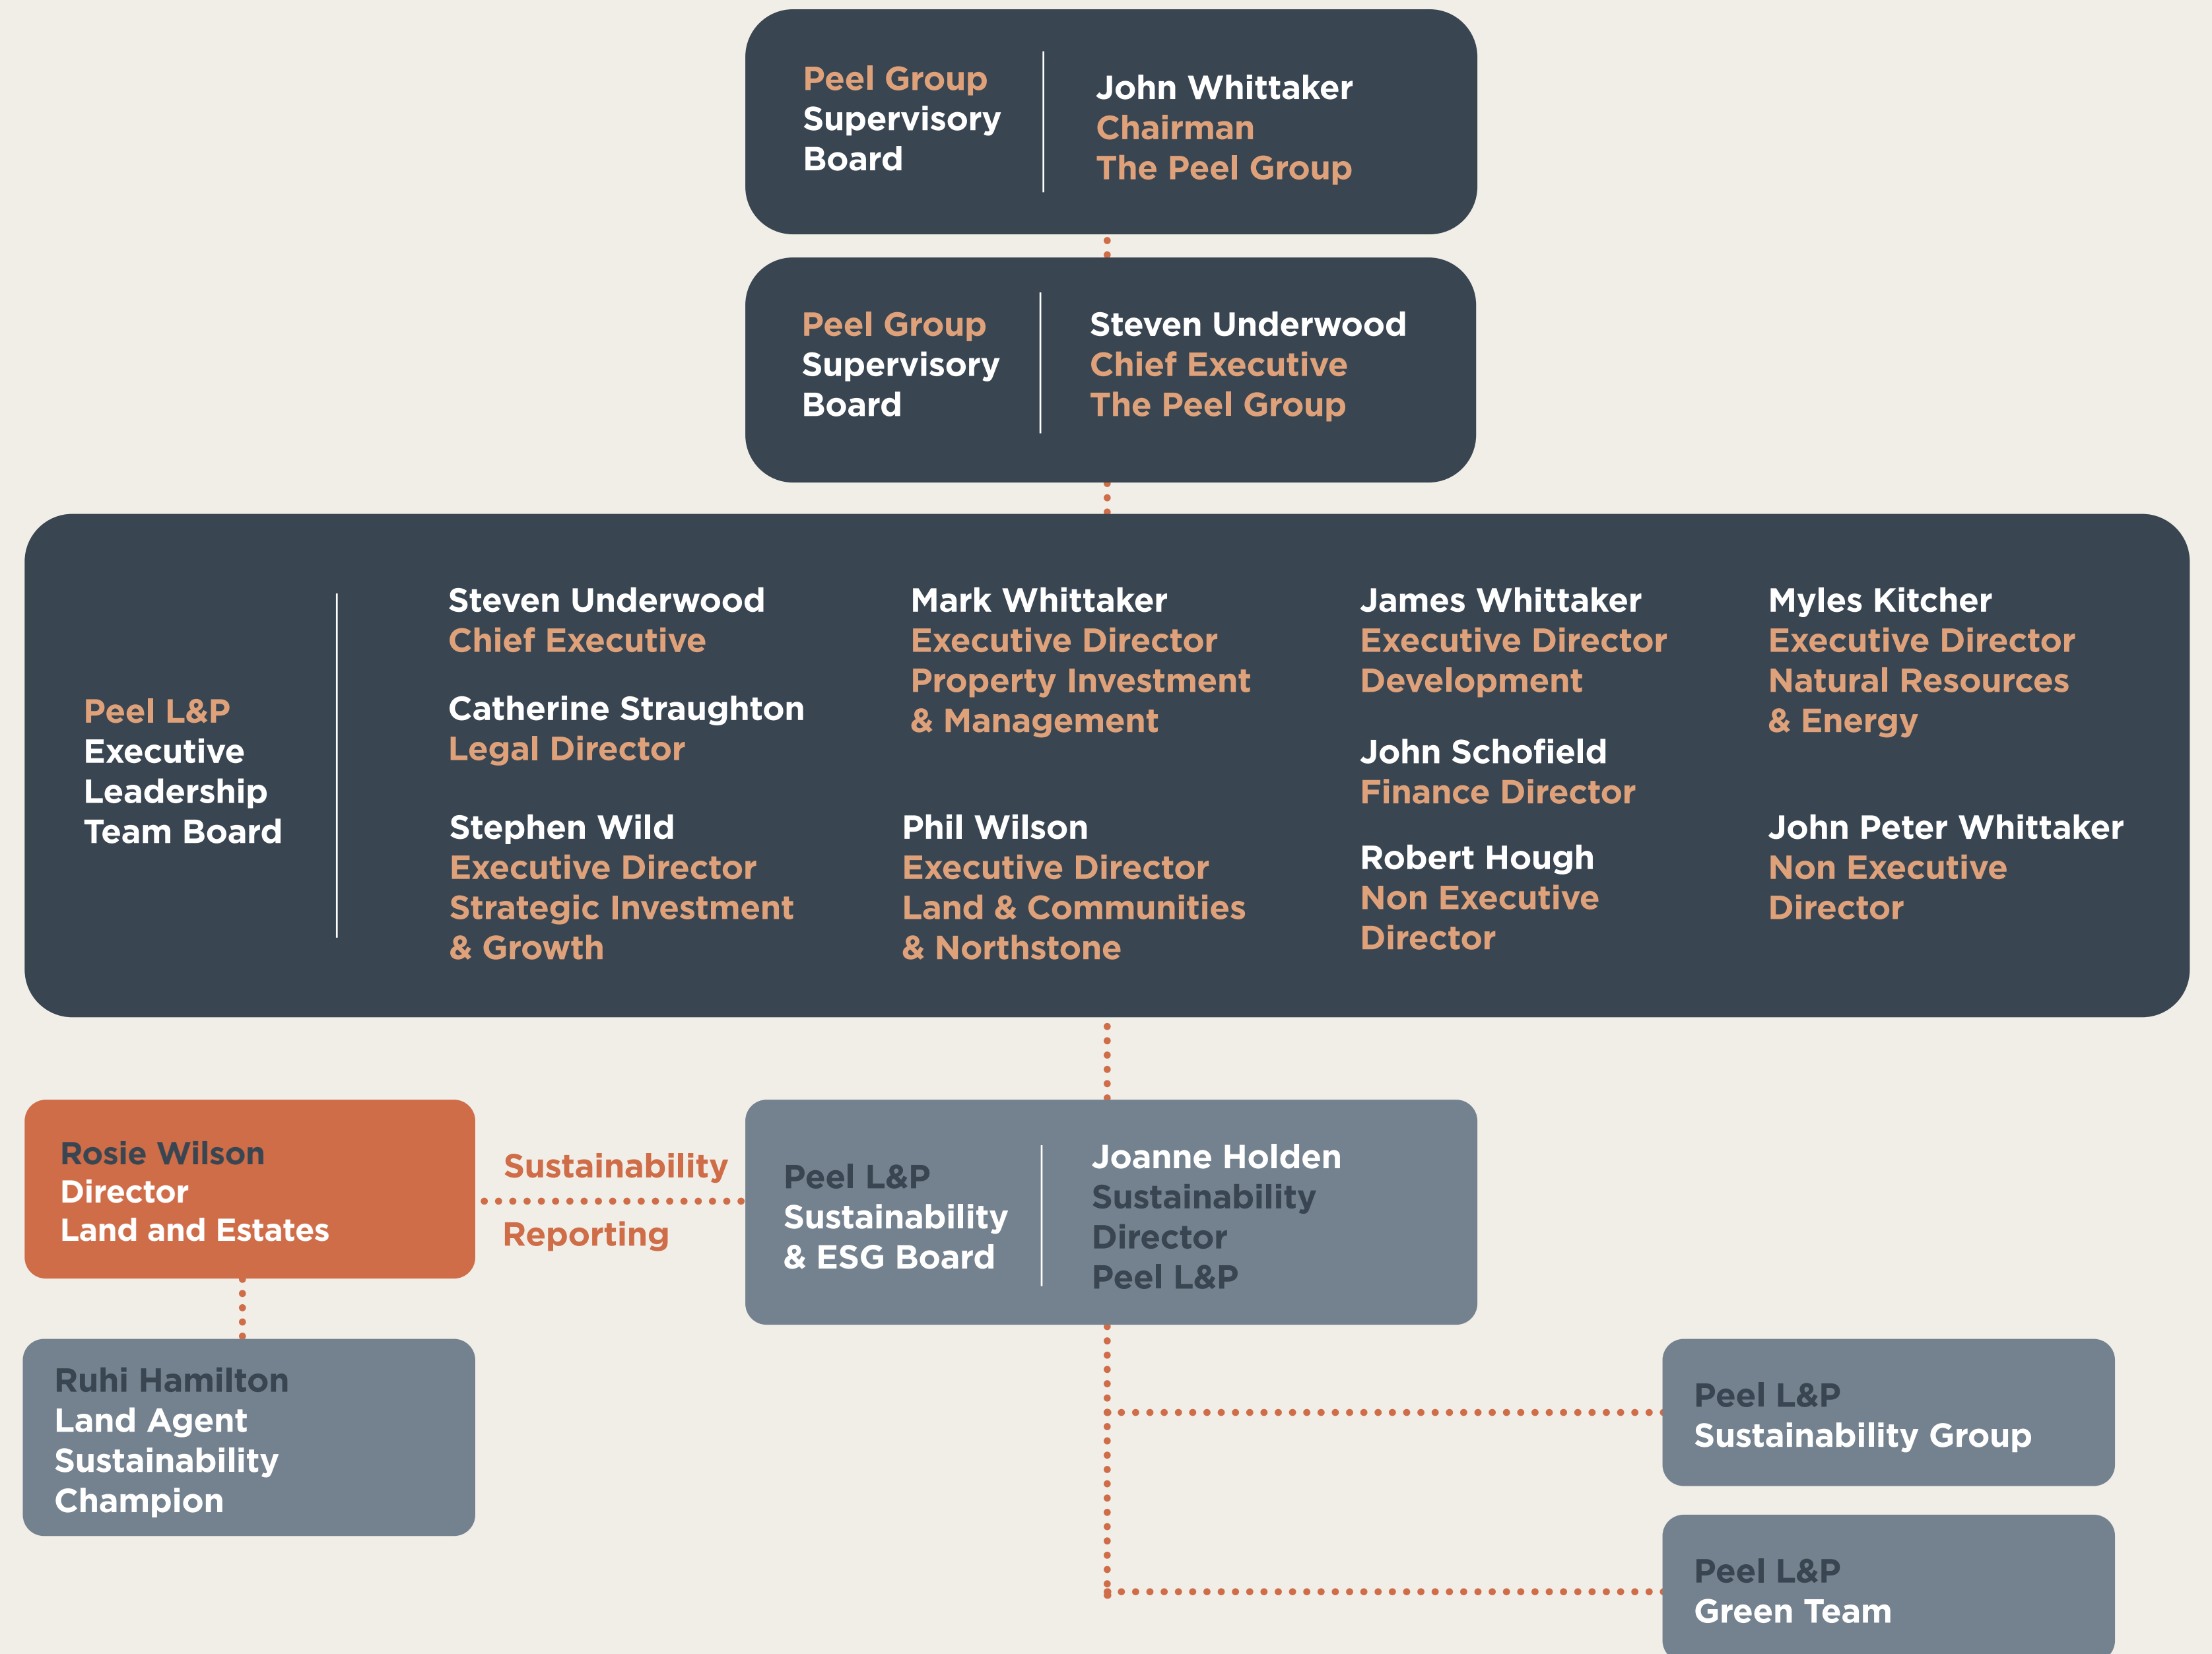 Peel Group
Supervisory
Board
John Whittaker
Chairman
The Peel Group
Peel Group
Supervisory
Board
Steven Underwood
Chief Executive
The Peel Group
Peel L&P
Executive
Leadership
Team Board
Steven Underwood
Chief Executive
Catherine Straughton
Legal Director
Stephen Wild
Executive Director
Strategic Investment
& Growth
Mark Whittaker
Executive Director
Property Investment
& Management
Phil Wilson
Executive Director
Land & Communities
& Northstone
James Whittaker
Executive Director
Development
John Schofield
Finance Director
Robert Hough
Non Executive
Director
Myles Kitcher
Executive Director
Natural Resources
& Energy
John Peter Whittaker
Non Executive
Director
Rosie Wilson
Director
Land and Estates
Sustainability
Reporting
Peel L&P
Sustainability
& ESG Board
Joanne Holden
Sustainability
Director
Peel L&P
Ruhi Hamilton
Land Agent
Sustainability
Champion
Peel L&P
Sustainability Group
Peel L&P
Green Team